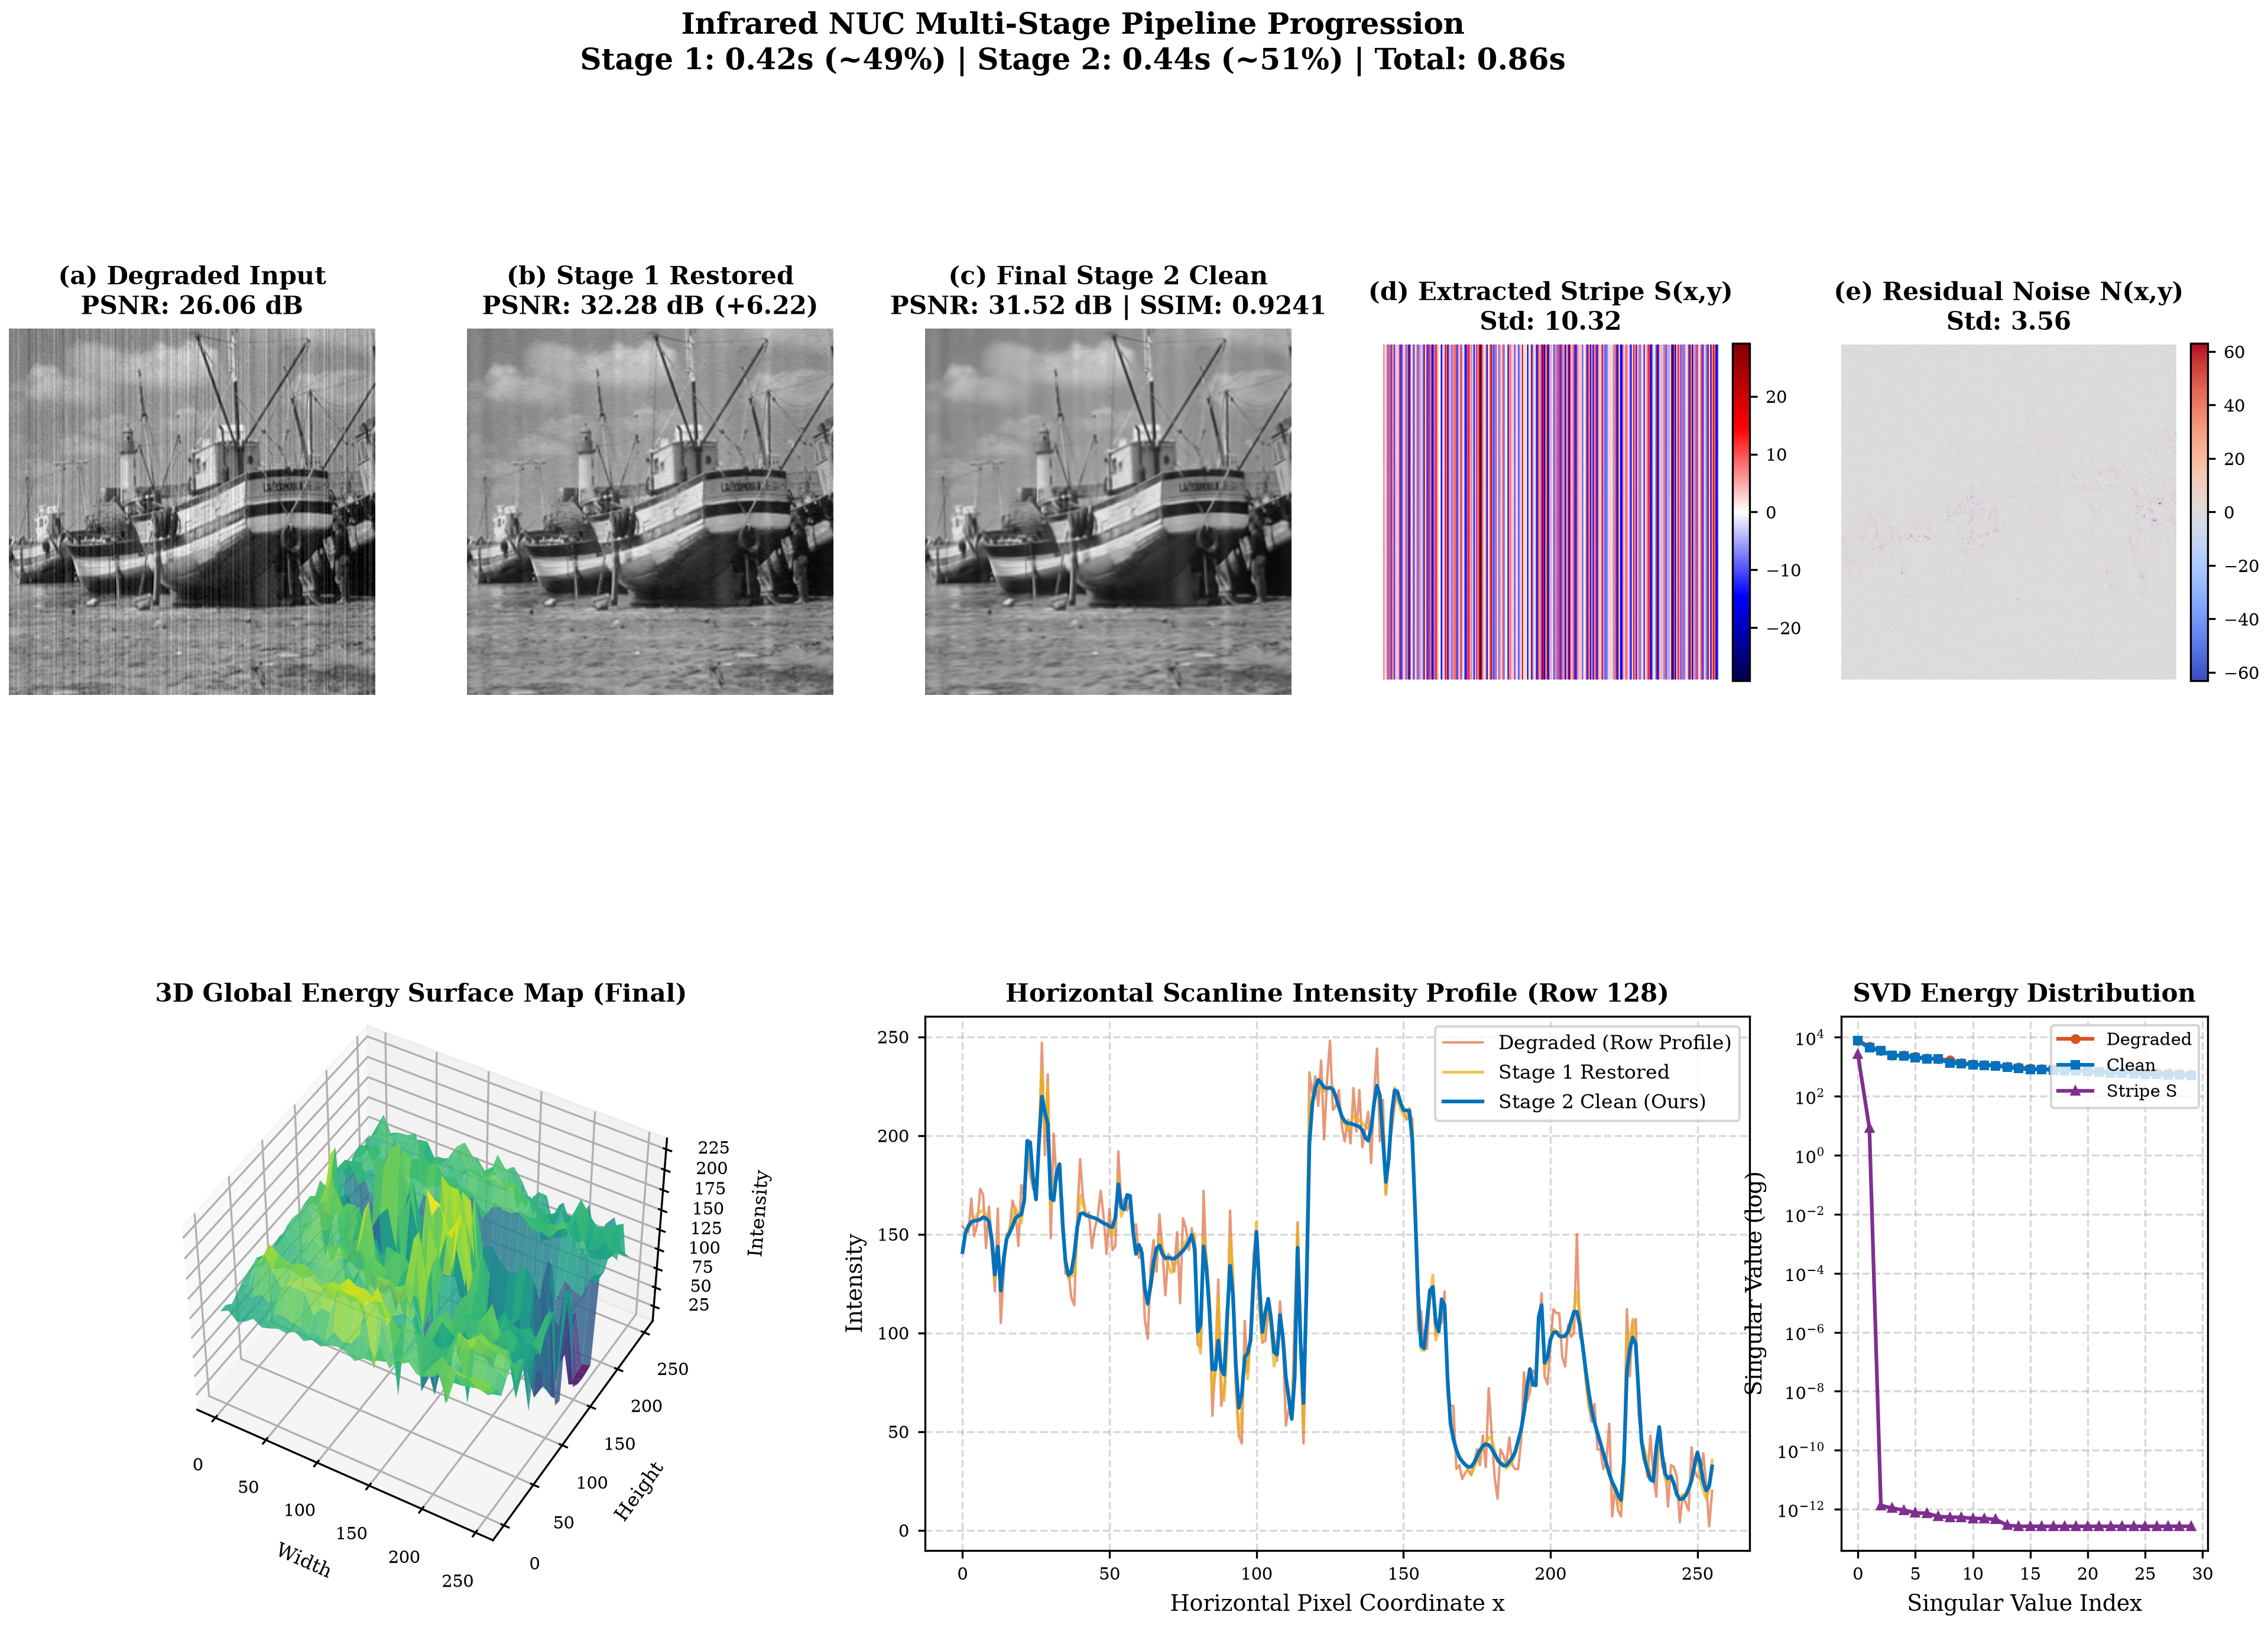 Infrared NUC Multi-Stage Pipeline Progression
Stage 1: 0.42s (~49%) | Stage 2: 0.44s (~51%) | Total: 0.86s
(a) Degraded Input
PSNR: 26.06 dB
(b) Stage 1 Restored
PSNR: 32.28 dB (+6.22)
(c) Final Stage 2 Clean
PSNR: 31.52 dB | SSIM: 0.9241
(d) Extracted Stripe S(x,y)
Std: 10.32
20
10
0
−10
−20
(e) Residual Noise N(x,y)
Std: 3.56
60
40
20
0
−20
−40
−60
3D Global Energy Surface Map (Final)
225
200
175
150
125
100
75
50
25
Intensity
250
200
150
100
50
0
Height
0
50
100
150
200
250
Width
Horizontal Scanline Intensity Profile (Row 128)
Degraded (Row Profile)
Stage 1 Restored
Stage 2 Clean (Ours)
250
200
150
100
50
0
Intensity
0 50 100 150 200 250
Horizontal Pixel Coordinate x
SVD Energy Distribution
Degraded
Clean
Stripe S
10⁴
10²
10⁰
10⁻²
10⁻⁴
10⁻⁶
10⁻⁸
10⁻¹⁰
10⁻¹²
Singular Value (log)
0 5 10 15 20 25 30
Singular Value Index